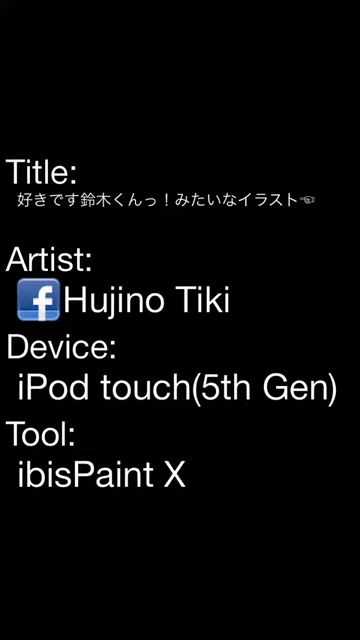 Title:
好きです鈴木くんっ！みたいなイラスト☜
Artist:
Hujino Tiki
Device:
iPod touch(5th Gen)
Tool:
ibisPaint X